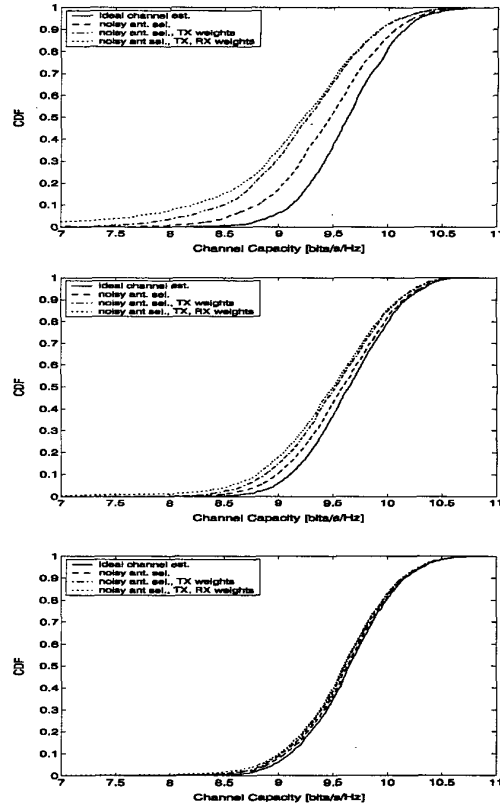 1
0.9
0.8
0.7
0.6
0.5
0.4
0.3
0.2
0.1
0
CDF
ideal channel est.
noisy ant. sel.
noisy ant. sel., TX weights
noisy ant sel., TX, RX weights
7 7.5 8 8.5 9 9.5 10 10.5 11
Channel Capacity [bits/s/Hz]
1
0.9
0.8
0.7
0.6
0.5
0.4
0.3
0.2
0.1
0
CDF
ideal channel est.
noisy ant. sel.
noisy ant. sel., TX weights
noisy ant. sel., TX, RX weights
7 7.5 8 8.5 9 9.5 10 10.5 11
Channel Capacity [bits/s/Hz]
1
0.9
0.8
0.7
0.6
0.5
0.4
0.3
0.2
0.1
0
CDF
ideal channel est.
noisy ant. sel.
noisy ant sel., TX weights
noisy ant. sel., TX, RX weights
7 7.5 8 8.5 9 9.5 10 10.5 11
Channel Capacity [bits/s/Hz]